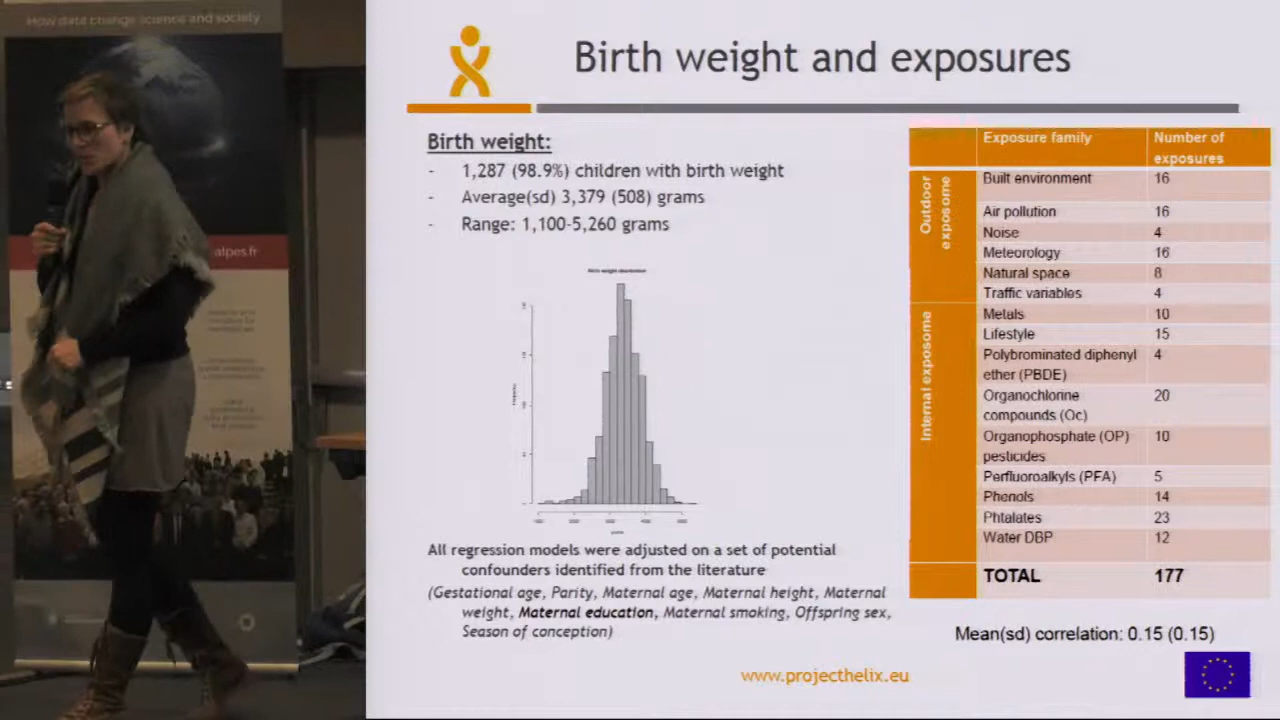 How data change science and society
alpes.fr
Birth weight and exposures
Birth weight:
- 1,287 (98.9%) children with birth weight
- Average(sd) 3,379 (508) grams
- Range: 1,100-5,260 grams
Birth weight distribution
All regression models were adjusted on a set of potential
confounders identified from the literature
(Gestational age, Parity, Maternal age, Maternal height, Maternal
weight, Maternal education, Maternal smoking, Offspring sex,
Season of conception)
Exposure family Number of
exposures
Outdoor
exposome
Built environment 16
Air pollution 16
Noise 4
Meteorology 16
Natural space 8
Traffic variables 4
Internal exposome
Metals 10
Lifestyle 15
Polybrominated diphenyl 4
ether (PBDE)
Organochlorine 20
compounds (Oc)
Organophosphate (OP) 10
pesticides
Perfluoroalkyls (PFA) 5
Phenols 14
Phtalates 23
Water DBP 12
TOTAL 177
Mean(sd) correlation: 0.15 (0.15)
www.projecthelix.eu